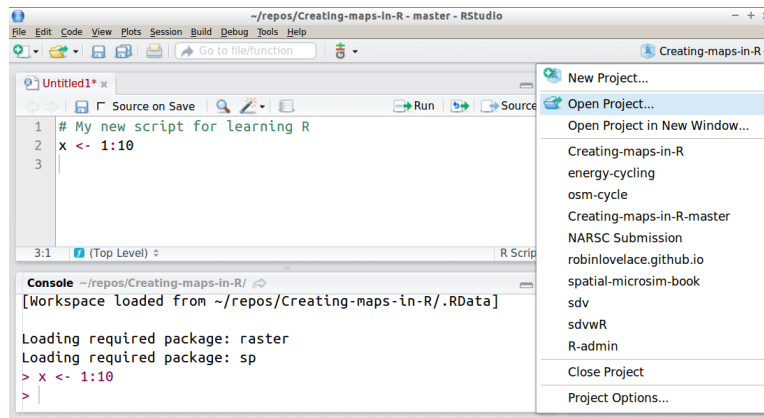 ~/repos/Creating-maps-in-R - master - RStudio
File Edit Code View Plots Session Build Debug Tools Help
Go to file/function
Creating-maps-in-R
Untitled1*
Source on Save
Run
Source
1 # My new script for learning R
2 x <- 1:10
3
3:1 (Top Level) R Scrip
Console ~/repos/Creating-maps-in-R/
[Workspace loaded from ~/repos/Creating-maps-in-R/.RData]
Loading required package: raster
Loading required package: sp
> x <- 1:10
>
New Project...
Open Project...
Open Project in New Window...
Creating-maps-in-R
energy-cycling
osm-cycle
Creating-maps-in-R-master
NARSC Submission
robinlovelace.github.io
spatial-microsim-book
sdv
sdvwR
R-admin
Close Project
Project Options...